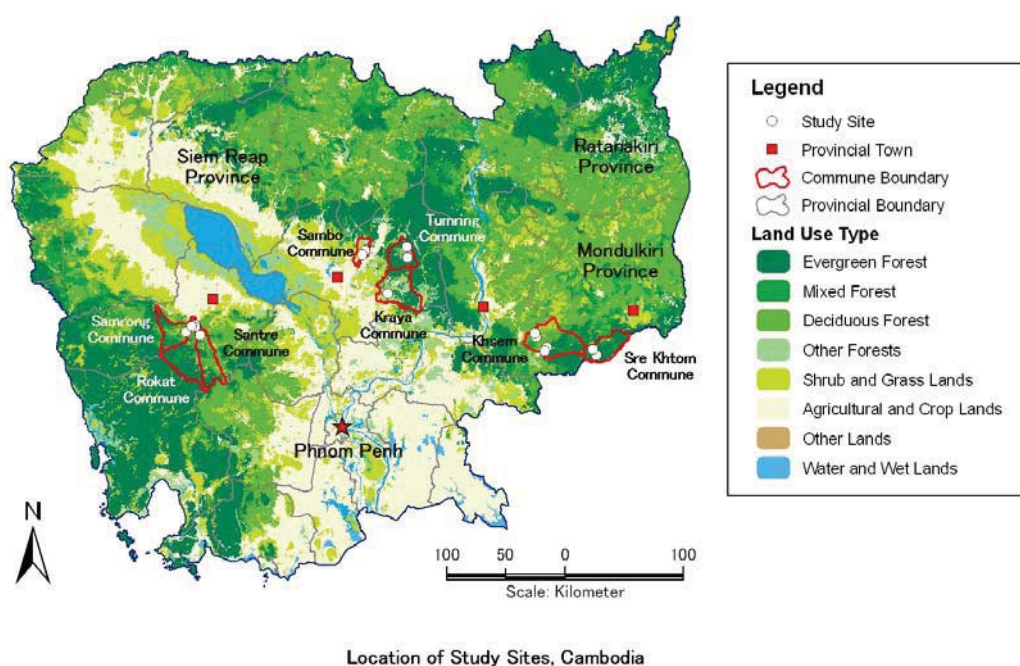 Siem Reap
Province
Ratanakiri
Province
Sambo
Commune
Tumring
Commune
Mondulkiri
Province
Samrong
Commune
Santre
Commune
Kraya
Commune
Khsem
Commune
Sre Khtom
Commune
Rokat
Commune
Phnom Penh
N
100 50 0 100
Scale: Kilometer
Legend
Study Site
Provincial Town
Commune Boundary
Provincial Boundary
Land Use Type
Evergreen Forest
Mixed Forest
Deciduous Forest
Other Forests
Shrub and Grass Lands
Agricultural and Crop Lands
Other Lands
Water and Wet Lands
Location of Study Sites, Cambodia